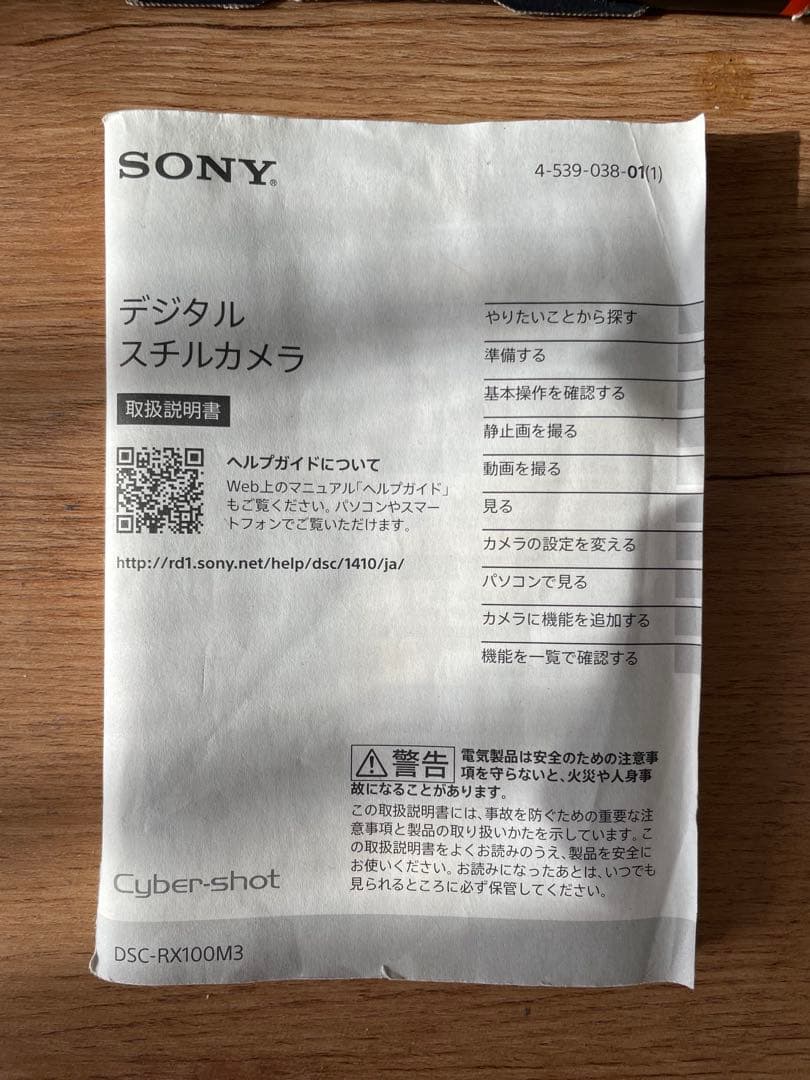 SONY®
4-539-038-01(1)
デジタル
スチルカメラ
取扱説明書
ヘルプガイドについて
Web上のマニュアル「ヘルプガイド」
もご覧ください。パソコンやスマー
トフォンでご覧いただけます。
http://rd1.sony.net/help/dsc/1410/ja/
やりたいことから探す
準備する
基本操作を確認する
静止画を撮る
動画を撮る
見る
カメラの設定を変える
パソコンで見る
カメラに機能を追加する
機能を一覧で確認する
警告 電気製品は安全のための注意事
項を守らないと、火災や人身事
故になることがあります。
この取扱説明書には、事故を防ぐための重要な注
意事項と製品の取り扱いかたを示しています。こ
の取扱説明書をよくお読みのうえ、製品を安全に
お使いください。お読みになったあとは、いつでも
見られるところに必ず保管してください。
Cyber-shot
DSC-RX100M3